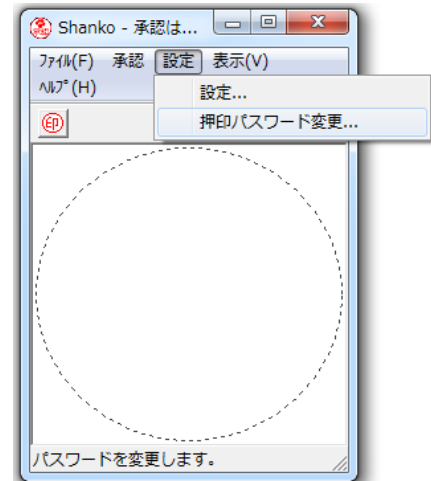 Shanko - 承認は...
ﾌｧｲﾙ(F) 承認 設定 表示(V)
ﾍﾙﾌﾟ(H)
設定...
押印パスワード変更...
印
パスワードを変更します。